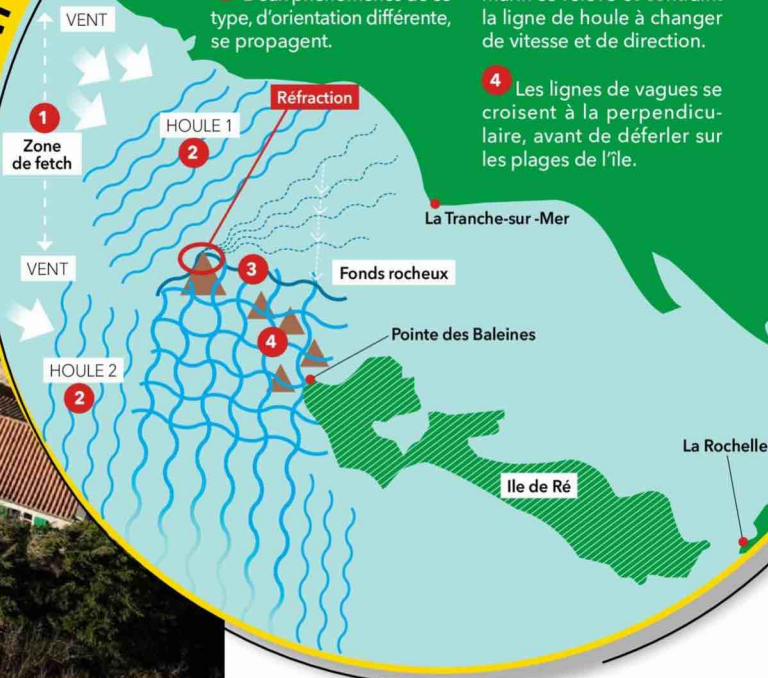 type, d'orientation différente,
se propagent.
la ligne de houle à changer
de vitesse et de direction.
4 Les lignes de vagues se
croisent à la perpendicu-
laire, avant de déferler sur
les plages de l'île.
VENT
1
Zone
de fetch
VENT
HOULE 1
2
Réfraction
La Tranche-sur -Mer
3
Fonds rocheux
4
Pointe des Baleines
HOULE 2
2
Ile de Ré
La Rochelle